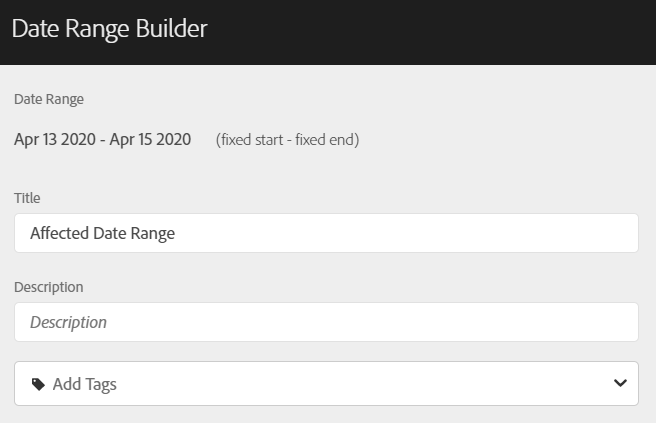 Date Range Builder
Date Range
Apr 13 2020 - Apr 15 2020 (fixed start - fixed end)
Title
Affected Date Range
Description
Description
Add Tags